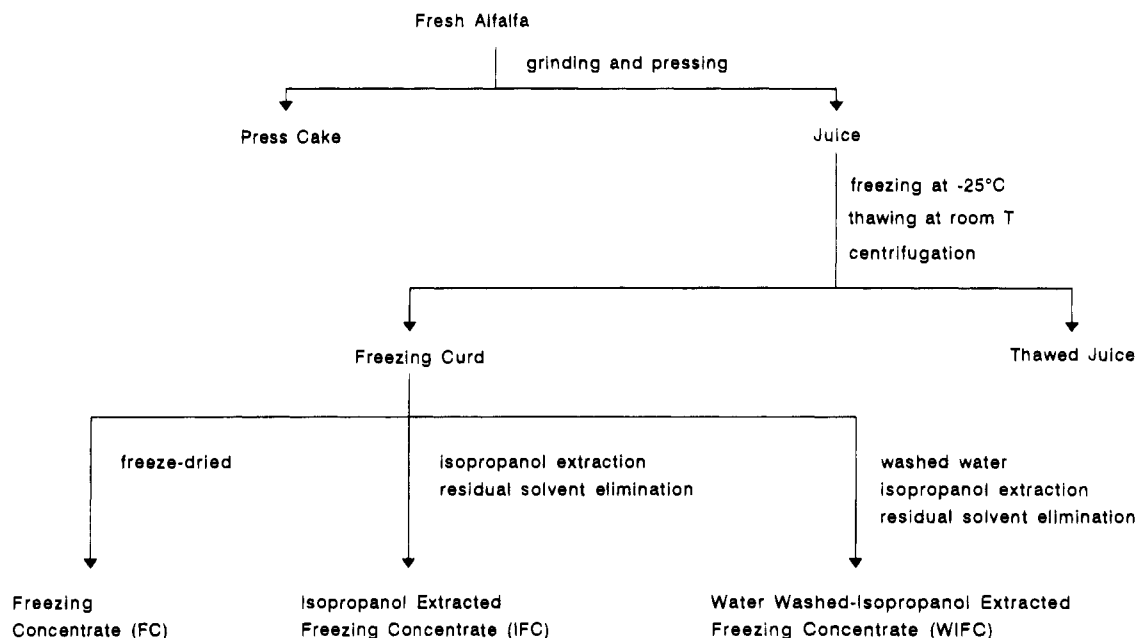 Fresh Alfalfa
grinding and pressing
Press Cake
Juice
freezing at -25°C
thawing at room T
centrifugation
Freezing Curd
Thawed Juice
freeze-dried
isopropanol extraction
residual solvent elimination
washed water
isopropanol extraction
residual solvent elimination
Freezing
Concentrate (FC)
Isopropanol Extracted
Freezing Concentrate (IFC)
Water Washed-Isopropanol Extracted
Freezing Concentrate (WIFC)